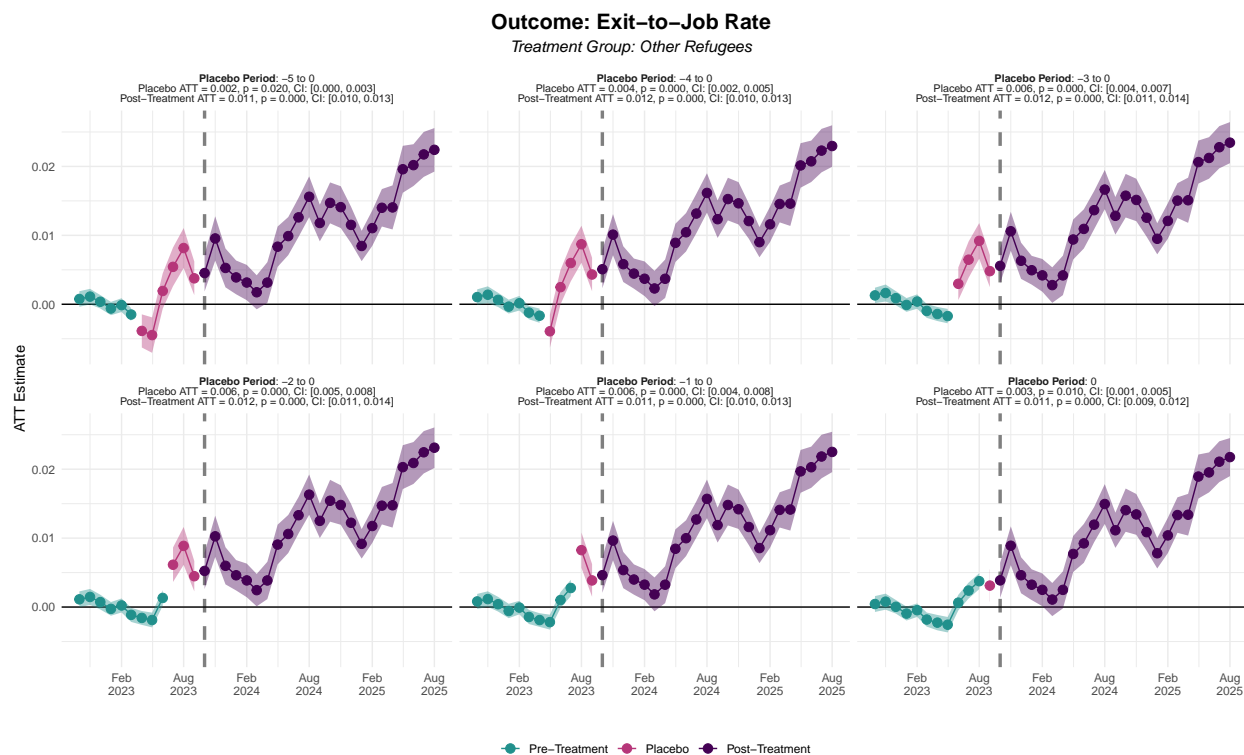 Outcome: Exit−to−Job Rate
Treatment Group: Other Refugees
Placebo Period: −5 to 0
Placebo ATT = 0.002, p = 0.020, CI: [0.000, 0.003]
Post−Treatment ATT = 0.011, p = 0.000, CI: [0.010, 0.013]
Placebo Period: −4 to 0
Placebo ATT = 0.004, p = 0.000, CI: [0.002, 0.005]
Post−Treatment ATT = 0.012, p = 0.000, CI: [0.010, 0.013]
Placebo Period: −3 to 0
Placebo ATT = 0.006, p = 0.000, CI: [0.004, 0.007]
Post−Treatment ATT = 0.012, p = 0.000, CI: [0.011, 0.014]
0.02
0.01
0.00
Placebo Period: −2 to 0
Placebo ATT = 0.006, p = 0.000, CI: [0.005, 0.008]
Post−Treatment ATT = 0.012, p = 0.000, CI: [0.011, 0.014]
Placebo Period: −1 to 0
Placebo ATT = 0.006, p = 0.000, CI: [0.004, 0.008]
Post−Treatment ATT = 0.011, p = 0.000, CI: [0.010, 0.013]
Placebo Period: 0
Placebo ATT = 0.003, p = 0.010, CI: [0.001, 0.005]
Post−Treatment ATT = 0.011, p = 0.000, CI: [0.009, 0.012]
0.02
0.01
0.00
ATT Estimate
Feb 2023
Aug 2023
Feb 2024
Aug 2024
Feb 2025
Aug 2025
Feb 2023
Aug 2023
Feb 2024
Aug 2024
Feb 2025
Aug 2025
Feb 2023
Aug 2023
Feb 2024
Aug 2024
Feb 2025
Aug 2025
Pre−Treatment
Placebo
Post−Treatment